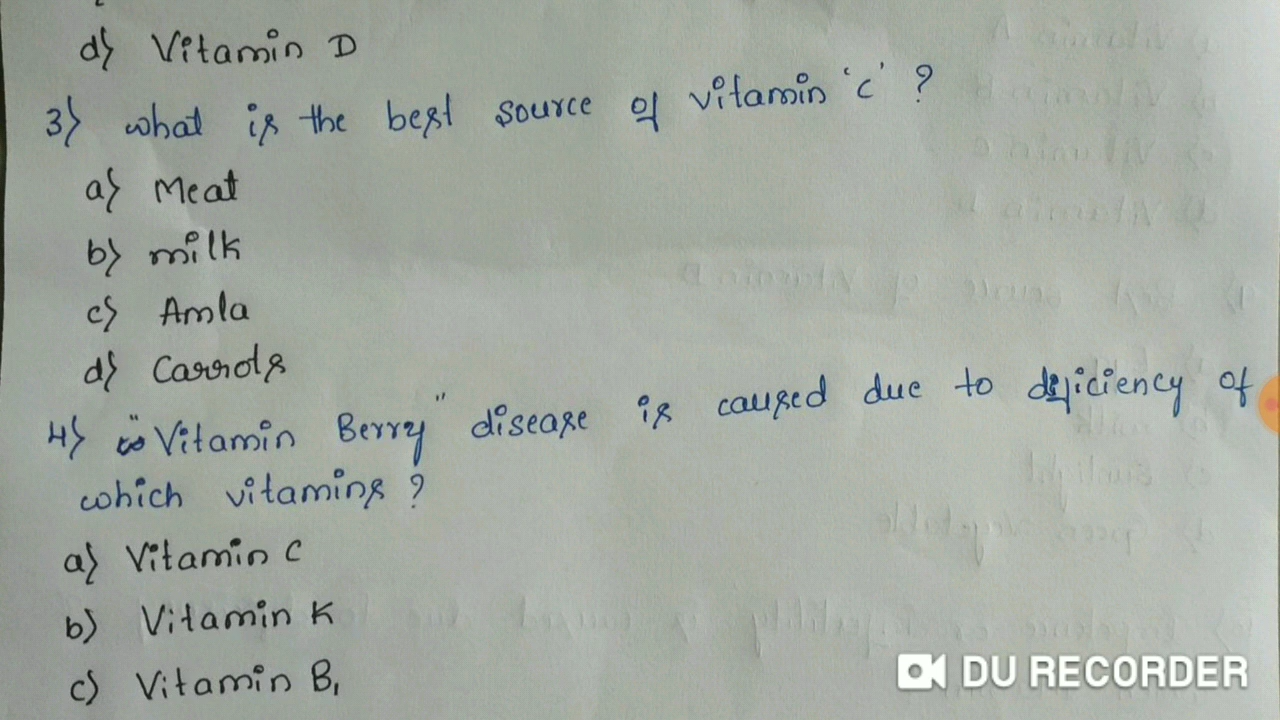 d) Vitamin D
3) what is the best source of vitamin 'c' ?
a) Meat
b) milk
c) Amla
d) Carrots
4) "Vitamin Berry" disease is caused due to deficiency of
which vitamins ?
a) Vitamin C
b) Vitamin K
c) Vitamin B₁
DU RECORDER